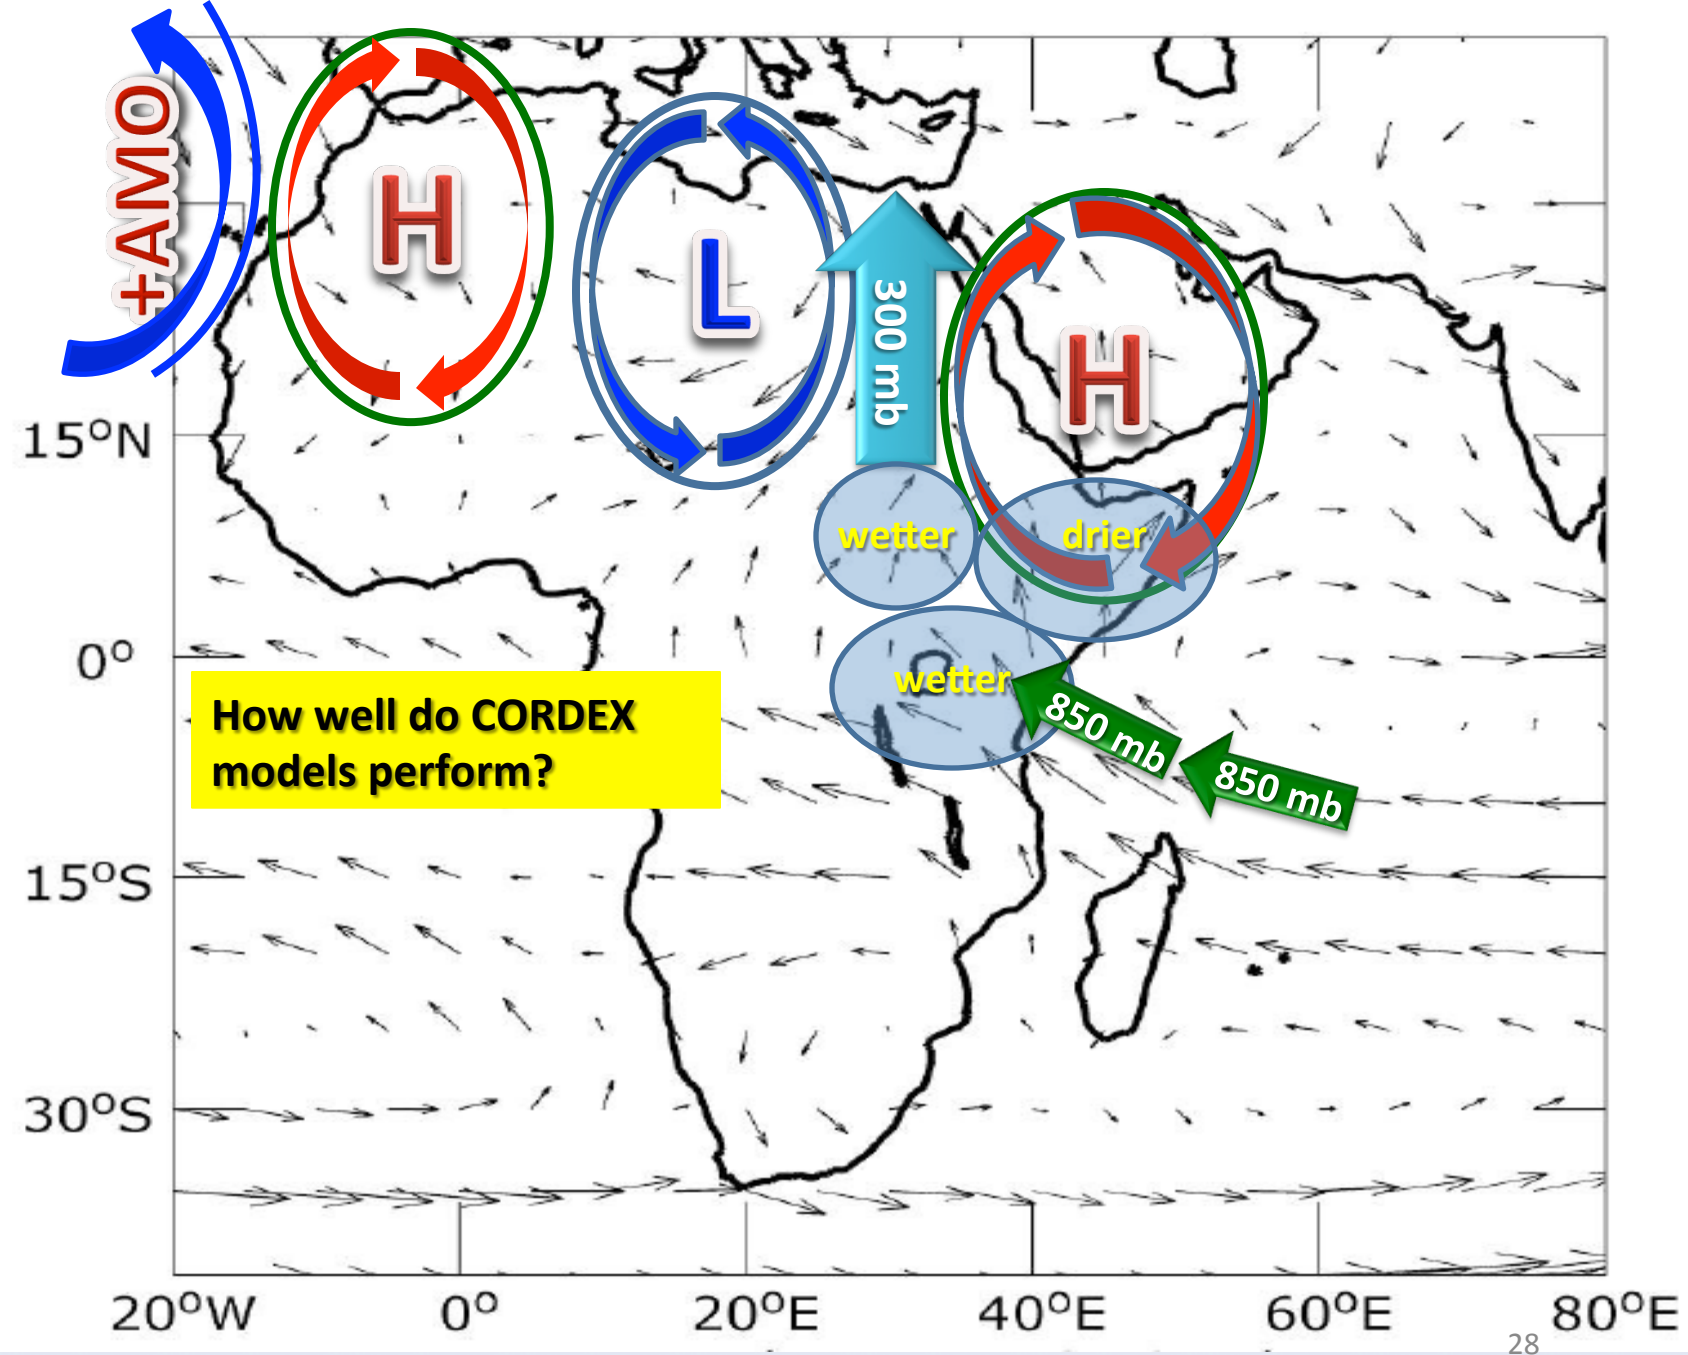 +AMO
H
L
H
300 mb
15°N
wetter
drier
0°
wetter
How well do CORDEX
models perform?
850 mb
850 mb
15°S
30°S
20°W
0°
20°E
40°E
60°E
80°E
28